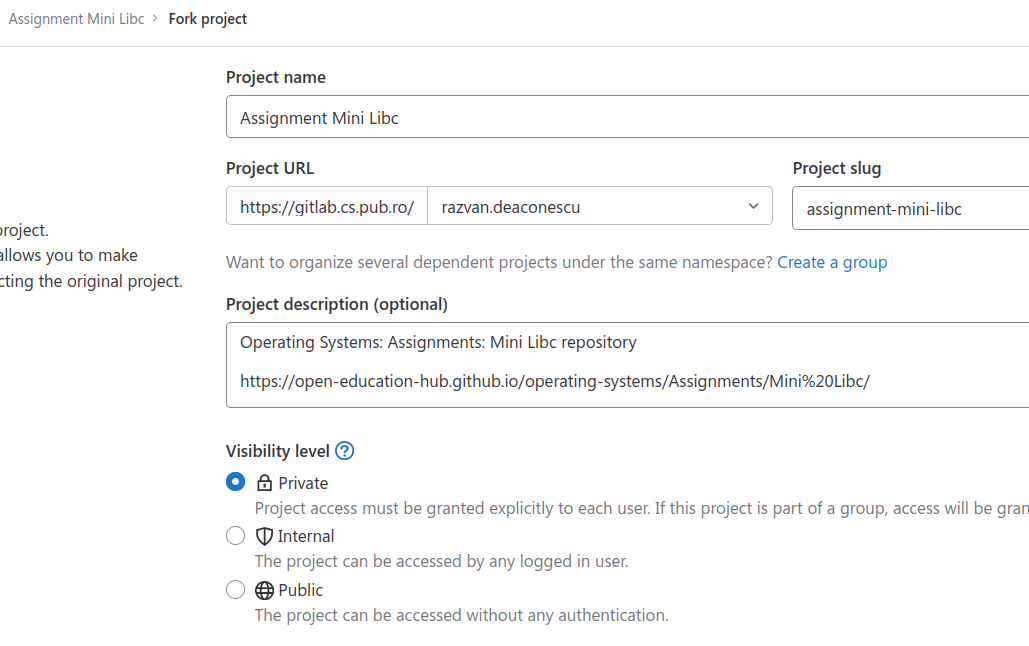 Assignment Mini Libc > Fork project
Project name
Assignment Mini Libc
Project URL
Project slug
https://gitlab.cs.pub.ro/ razvan.deaconescu
assignment-mini-libc
project.
allows you to make
cting the original project.
Want to organize several dependent projects under the same namespace? Create a group
Project description (optional)
Operating Systems: Assignments: Mini Libc repository
https://open-education-hub.github.io/operating-systems/Assignments/Mini%20Libc/
Visibility level ?
Private
Project access must be granted explicitly to each user. If this project is part of a group, access will be gran
Internal
The project can be accessed by any logged in user.
Public
The project can be accessed without any authentication.